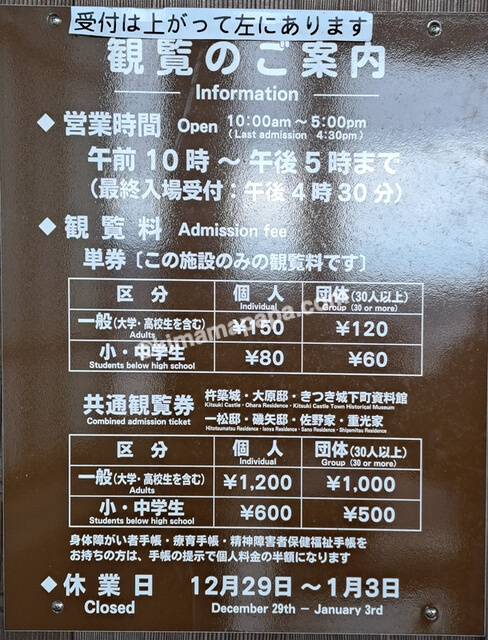 受付は上がって左にあります
観覧のご案内
Information
◆ 営業時間 Open 10:00am～5:00pm
(Last admission 4:30pm)
午前10時～午後5時まで
(最終入場受付：午後4時30分)
◆ 観覧料 Admission fee
単券〔この施設のみの観覧料です〕
区分 個人 団体(30人以上)
Individual Group (30 or more)
一般(大学・高校生を含む) ¥150 ¥120
Adults
小・中学生 ¥80 ¥60
Students below high school
共通観覧券 杵築城・大原邸・きつき城下町資料館
Combined admission ticket Kitsuki Castle・Ohara Residence・Kitsuki Castle Town Historical Museum
一松邸・磯矢邸・佐野家・重光家
Hitotsumatsu Residence・Isoya Residence・Sano Residence・Shigemitsu Residence
区分 個人 団体(30人以上)
Individual Group (30 or more)
一般(大学・高校生を含む) ¥1,200 ¥1,000
Adults
小・中学生 ¥600 ¥500
Students below high school
身体障がい者手帳・療育手帳・精神障害者保健福祉手帳を
お持ちの方は、手帳の提示で個人料金の半額になります
◆ 休業日 12月29日～1月3日
Closed December 29th － January 3rd